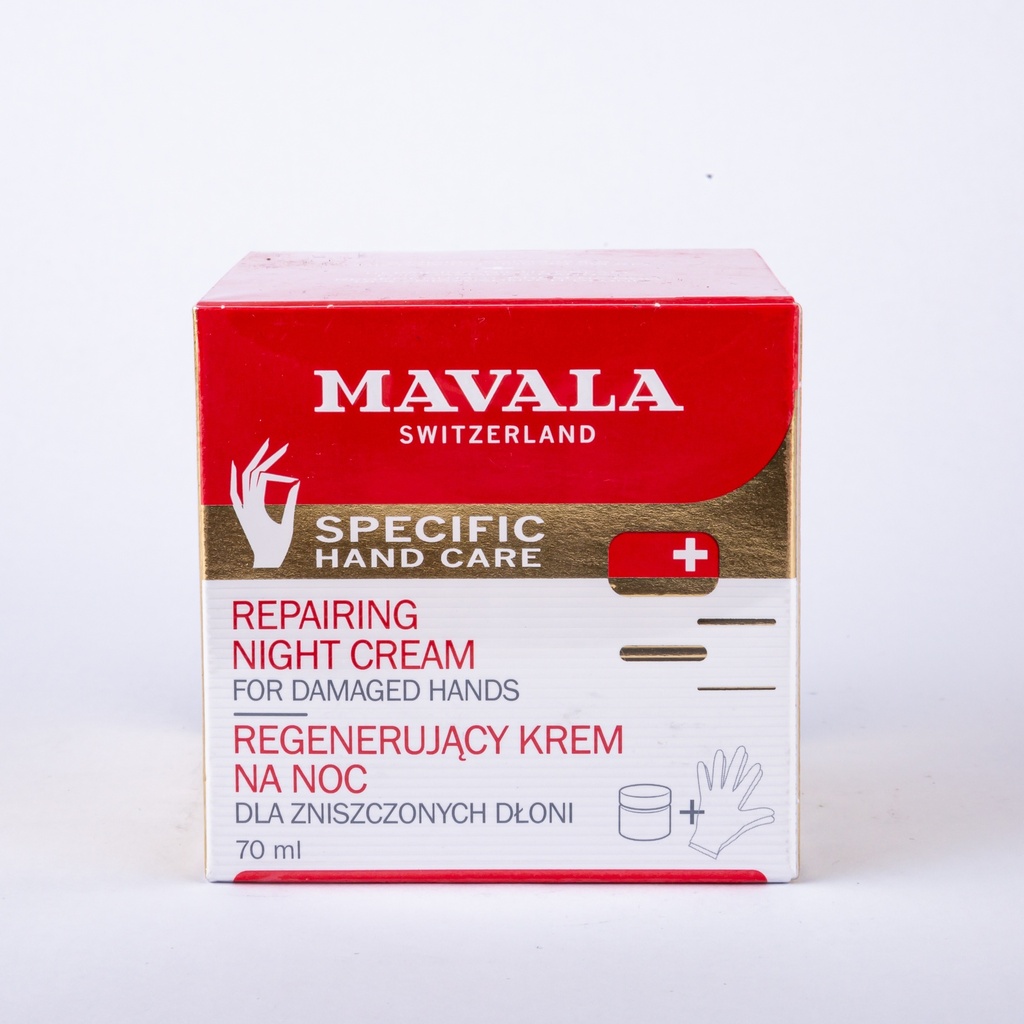 MAVALA
SWITZERLAND
SPECIFIC
HAND CARE
REPAIRING
NIGHT CREAM
FOR DAMAGED HANDS
REGENERUJĄCY KREM
NA NOC
DLA ZNISZCZONYCH DŁONI
70 ml